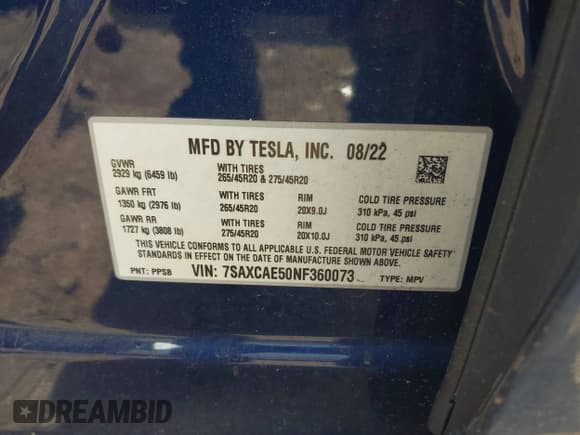 MFD BY TESLA, INC. 08/22
GVWR
2929 kg (6459 lb)
WITH TIRES
265/45R20 & 275/45R20
GAWR FRT
1350 kg (2976 lb)
WITH TIRES
265/45R20
RIM
20X9.0J
COLD TIRE PRESSURE
310 kPa, 45 psi
GAWR RR
1727 kg (3808 lb)
WITH TIRES
275/45R20
RIM
20X10.0J
COLD TIRE PRESSURE
310 kPa, 45 psi
THIS VEHICLE CONFORMS TO ALL APPLICABLE U.S. FEDERAL MOTOR VEHICLE SAFETY
STANDARDS IN EFFECT ON THE DATE OF MANUFACTURE SHOWN ABOVE.
PNT: PPSB VIN: 7SAXCAE50NF360073 TYPE: MPV
DREAMBID